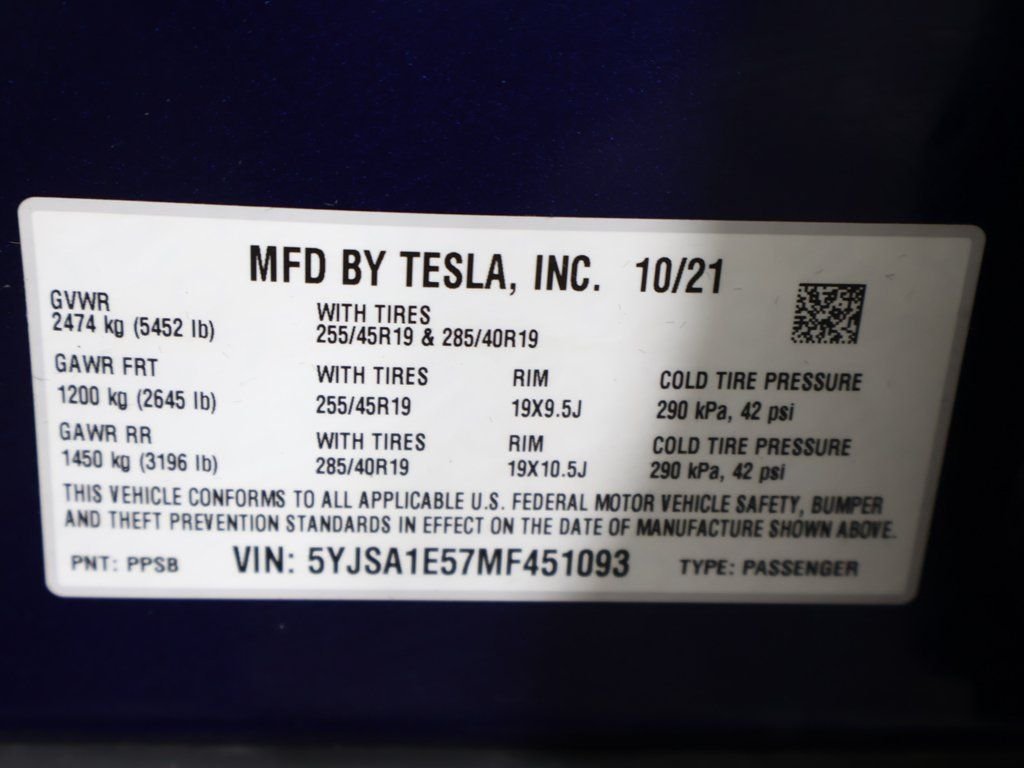 MFD BY TESLA, INC. 10/21
GVWR
2474 kg (5452 lb)
WITH TIRES
255/45R19 & 285/40R19
GAWR FRT WITH TIRES RIM COLD TIRE PRESSURE
1200 kg (2645 lb) 255/45R19 19X9.5J 290 kPa, 42 psi
GAWR RR WITH TIRES RIM COLD TIRE PRESSURE
1450 kg (3196 lb) 285/40R19 19X10.5J 290 kPa, 42 psi
THIS VEHICLE CONFORMS TO ALL APPLICABLE U.S. FEDERAL MOTOR VEHICLE SAFETY, BUMPER
AND THEFT PREVENTION STANDARDS IN EFFECT ON THE DATE OF MANUFACTURE SHOWN ABOVE.
PNT: PPSB VIN: 5YJSA1E57MF451093 TYPE: PASSENGER